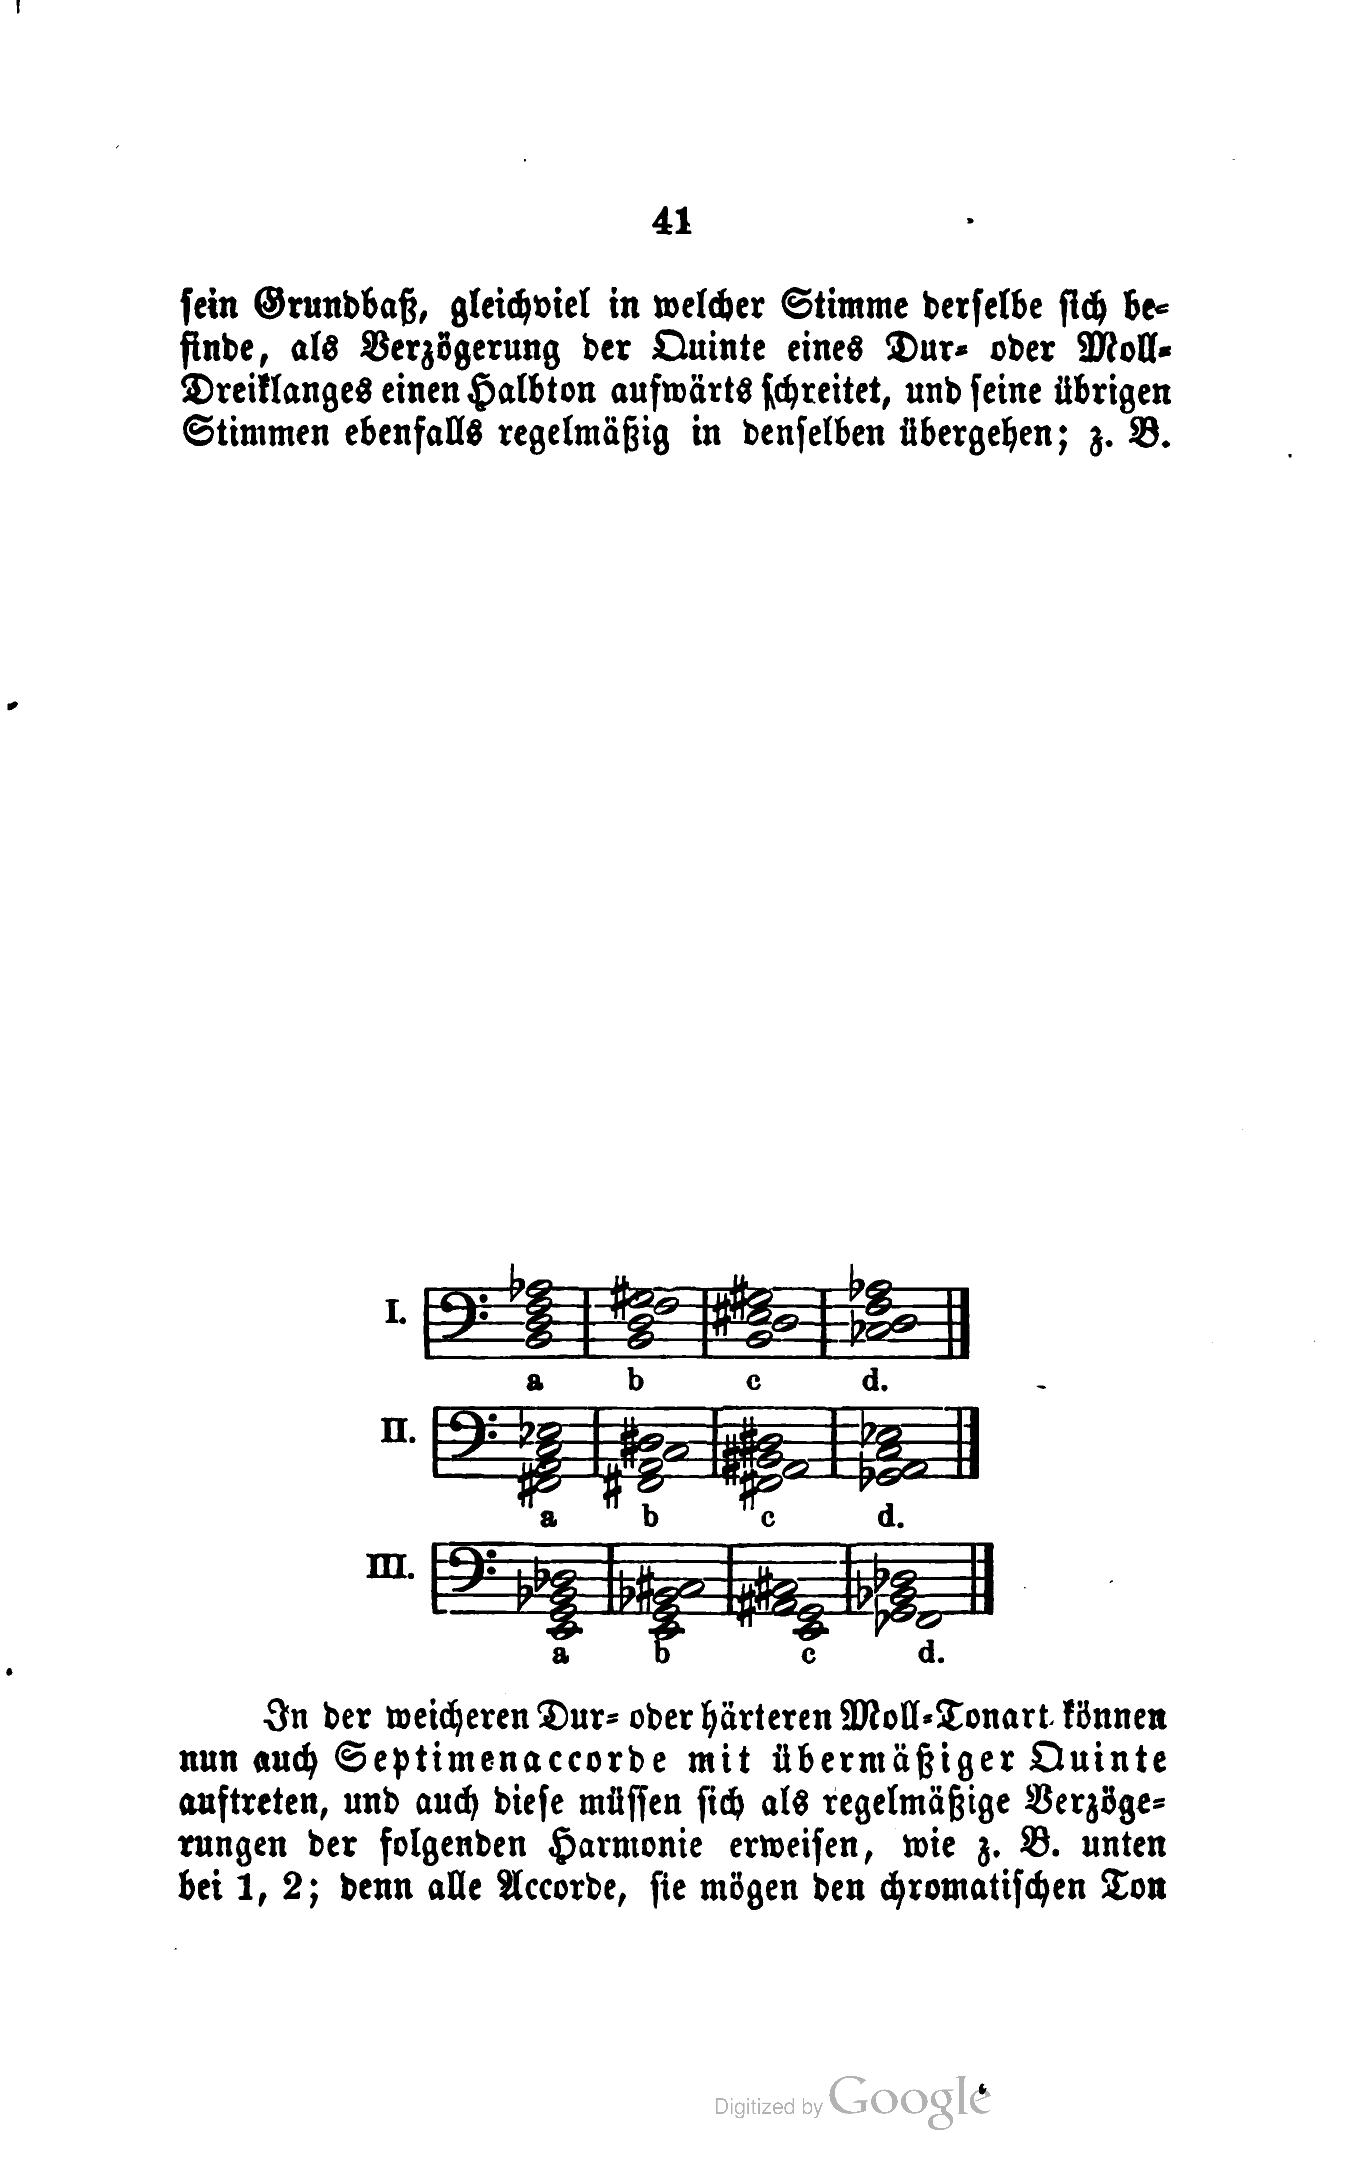 41
sein Grundbaß, gleichviel in welcher Stimme derselbe sich be-
finde, als Verzögerung der Quinte eines Dur- oder Moll-
Dreiklanges einen Halbton aufwärts schreitet, und seine übrigen
Stimmen ebenfalls regelmäßig in denselben übergehen; z. B.
I.
a b c d.
II.
a b c d.
III.
a b c d.
In der weicheren Dur- oder härteren Moll-Tonart können
nun auch Septimenaccorde mit übermäßiger Quinte
auftreten, und auch diese müssen sich als regelmäßige Verzöge-
rungen der folgenden Harmonie erweisen, wie z. B. unten
bei 1, 2; denn alle Accorde, sie mögen den chromatischen Ton
Digitized by Google